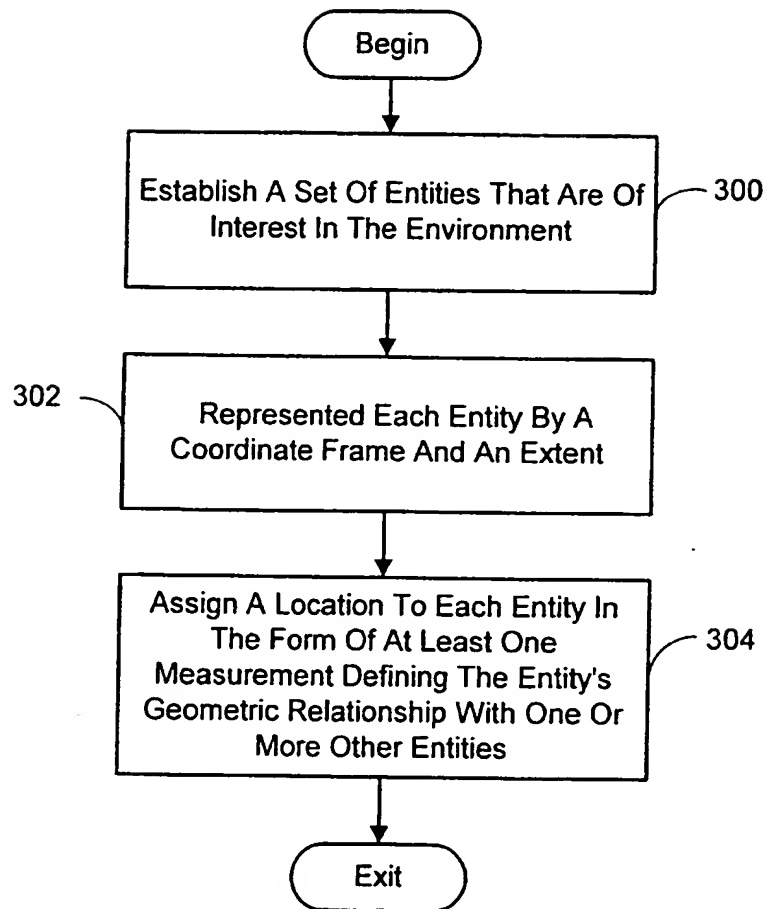 Begin
Establish A Set Of Entities That Are Of
Interest In The Environment
300
302
Represented Each Entity By A
Coordinate Frame And An Extent
Assign A Location To Each Entity In
The Form Of At Least One
Measurement Defining The Entity's
Geometric Relationship With One Or
More Other Entities
304
Exit